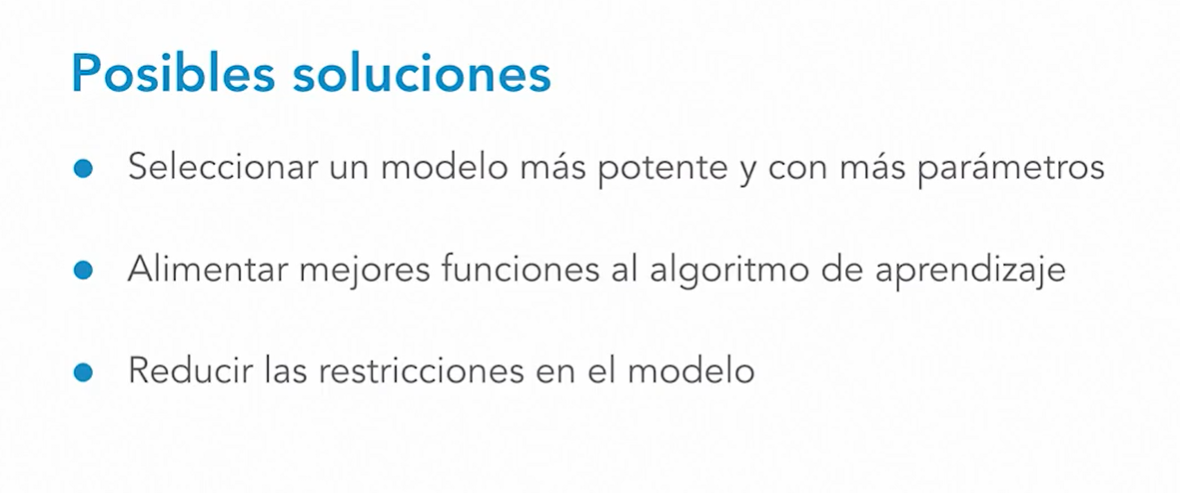 Posibles soluciones
Seleccionar un modelo más potente y con más parámetros
Alimentar mejores funciones al algoritmo de aprendizaje
Reducir las restricciones en el modelo